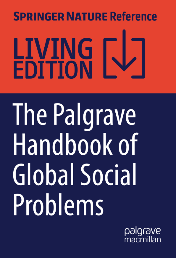 SPRINGER NATURE Reference
LIVING
EDITION
The Palgrave
Handbook of
Global Social
Problems
palgrave
macmillan